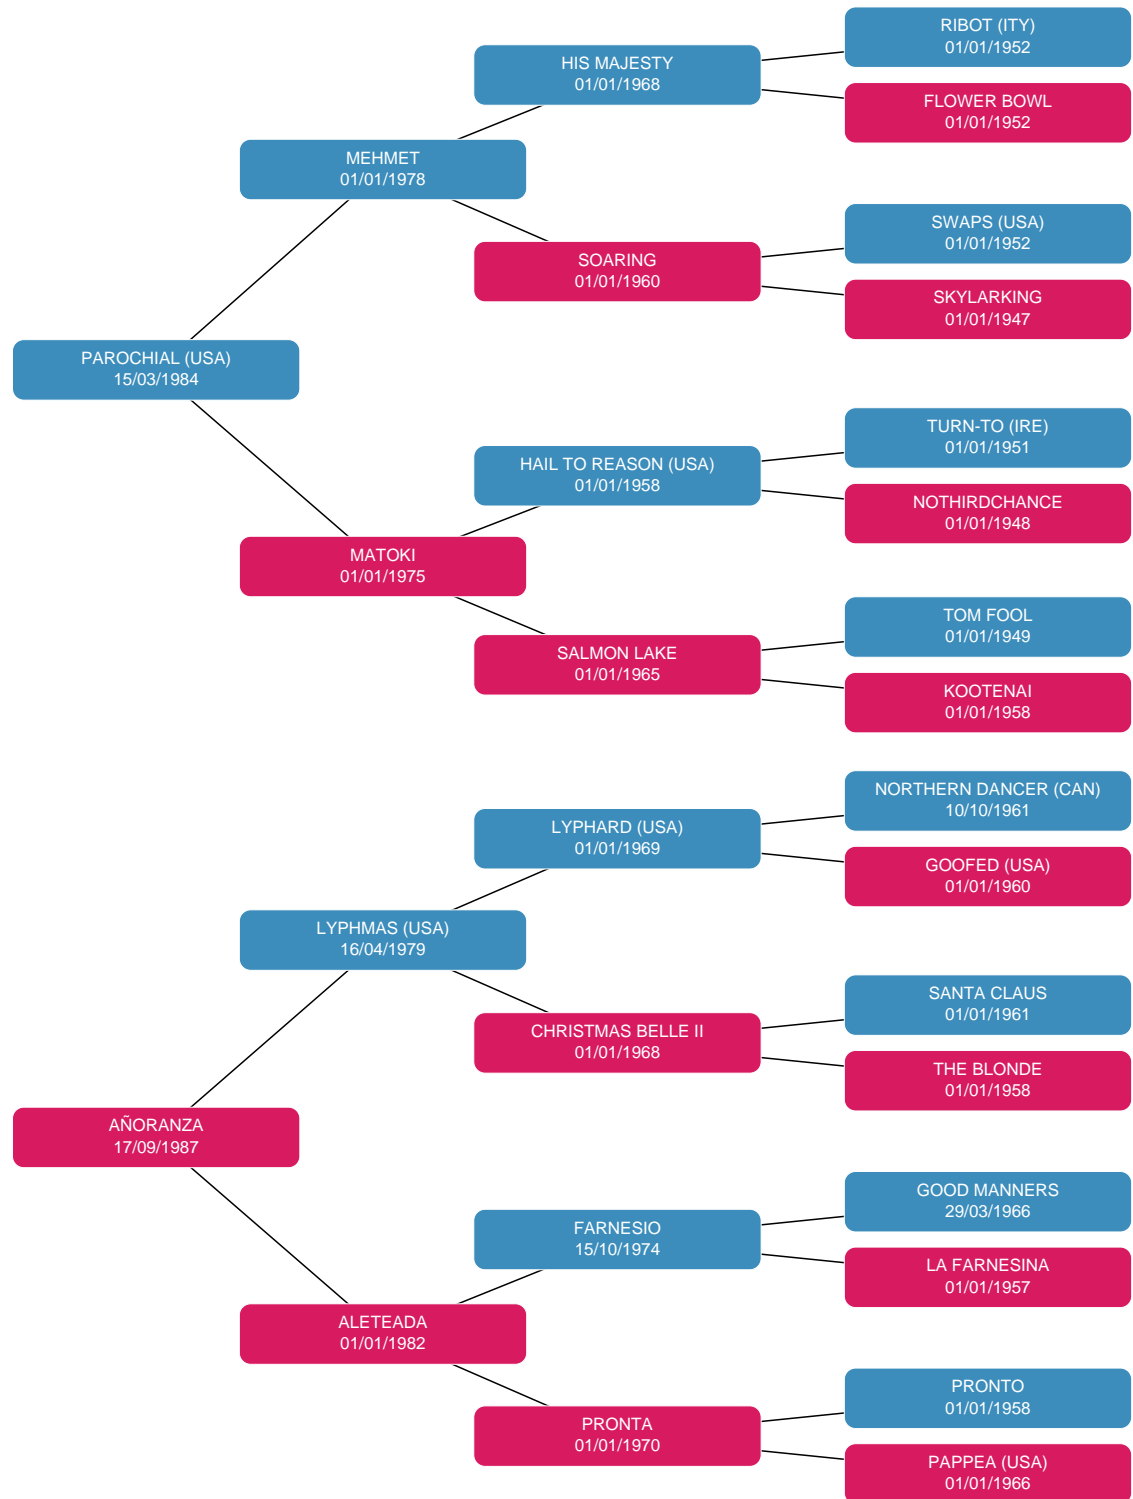 RIBOT (ITY)
01/01/1952
HIS MAJESTY
01/01/1968
FLOWER BOWL
01/01/1952
MEHMET
01/01/1978
SWAPS (USA)
01/01/1952
SOARING
01/01/1960
SKYLARKING
01/01/1947
PAROCHIAL (USA)
15/03/1984
TURN-TO (IRE)
01/01/1951
HAIL TO REASON (USA)
01/01/1958
NOTHIRDCHANCE
01/01/1948
MATOKI
01/01/1975
TOM FOOL
01/01/1949
SALMON LAKE
01/01/1965
KOOTENAI
01/01/1958
NORTHERN DANCER (CAN)
10/10/1961
LYPHARD (USA)
01/01/1969
GOOFED (USA)
01/01/1960
LYPHMAS (USA)
16/04/1979
SANTA CLAUS
01/01/1961
CHRISTMAS BELLE II
01/01/1968
THE BLONDE
01/01/1958
AÑORANZA
17/09/1987
GOOD MANNERS
29/03/1966
FARNESIO
15/10/1974
LA FARNESINA
01/01/1957
ALETEADA
01/01/1982
PRONTO
01/01/1958
PRONTA
01/01/1970
PAPPEA (USA)
01/01/1966